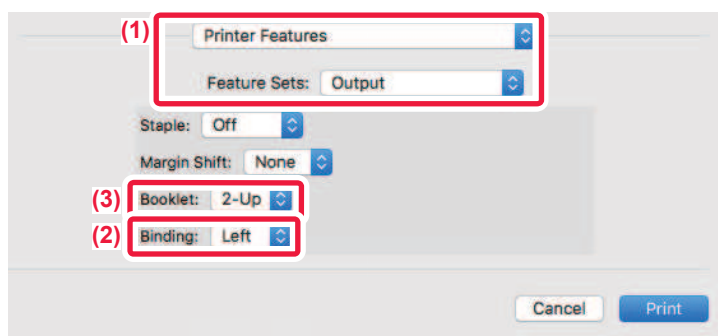 (1) Printer Features
Feature Sets: Output
Staple: Off
Margin Shift: None
(3) Booklet: 2-Up
(2) Binding: Left
Cancel Print